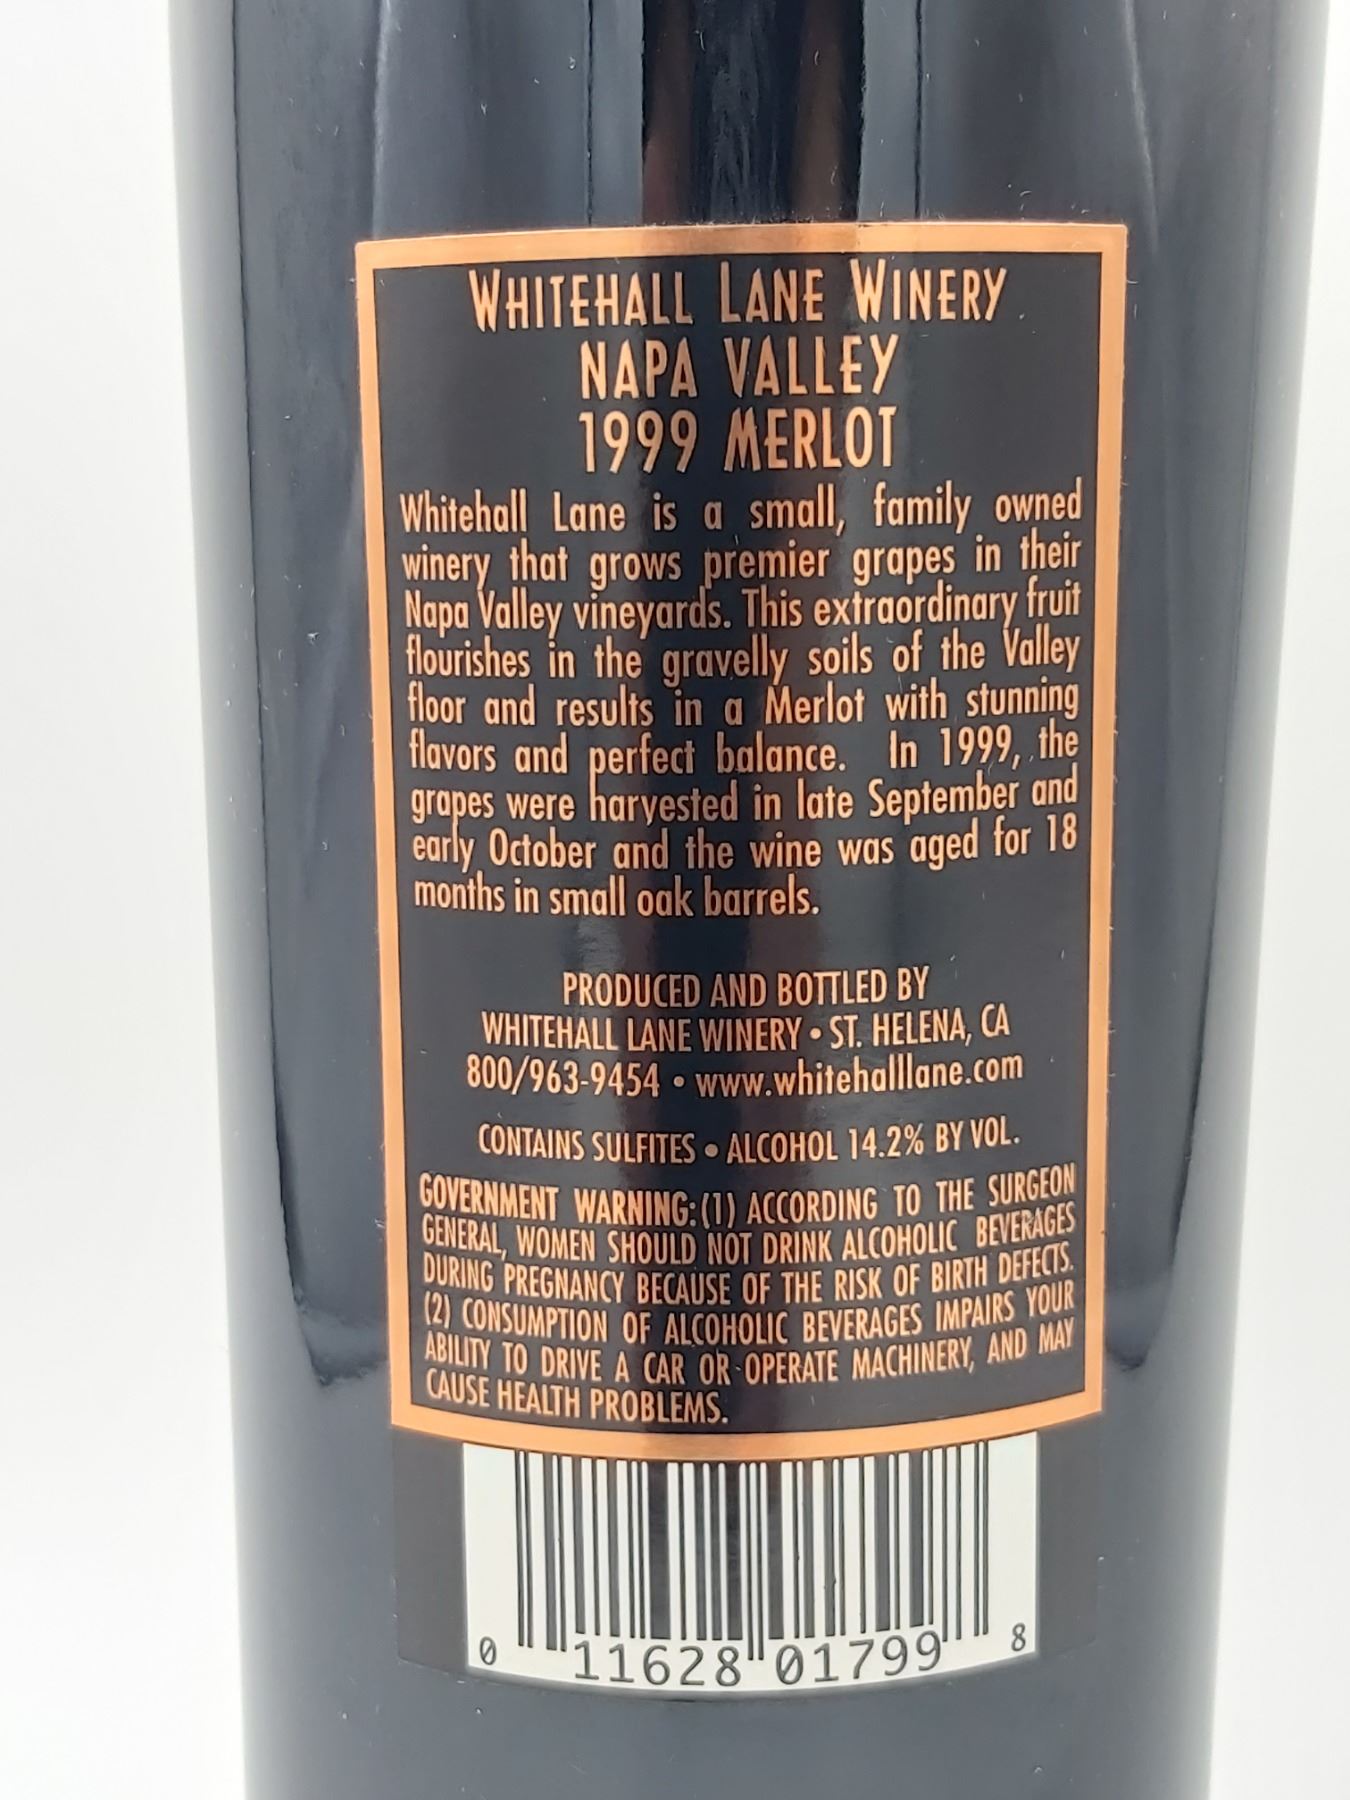 WHITEHALL LANE WINERY
NAPA VALLEY
1999 MERLOT
Whitehall Lane is a small, family owned
winery that grows premier grapes in their
Napa Valley vineyards. This extraordinary fruit
flourishes in the gravelly soils of the Valley
floor and results in a Merlot with stunning
flavors and perfect balance. In 1999, the
grapes were harvested in late September and
early October and the wine was aged for 18
months in small oak barrels.
PRODUCED AND BOTTLED BY
WHITEHALL LANE WINERY • ST. HELENA, CA
800/963-9454 • www.whitehalllane.com
CONTAINS SULFITES • ALCOHOL 14.2% BY VOL.
GOVERNMENT WARNING: (1) ACCORDING TO THE SURGEON
GENERAL, WOMEN SHOULD NOT DRINK ALCOHOLIC BEVERAGES
DURING PREGNANCY BECAUSE OF THE RISK OF BIRTH DEFECTS.
(2) CONSUMPTION OF ALCOHOLIC BEVERAGES IMPAIRS YOUR
ABILITY TO DRIVE A CAR OR OPERATE MACHINERY, AND MAY
CAUSE HEALTH PROBLEMS.
0 11628 01799 8